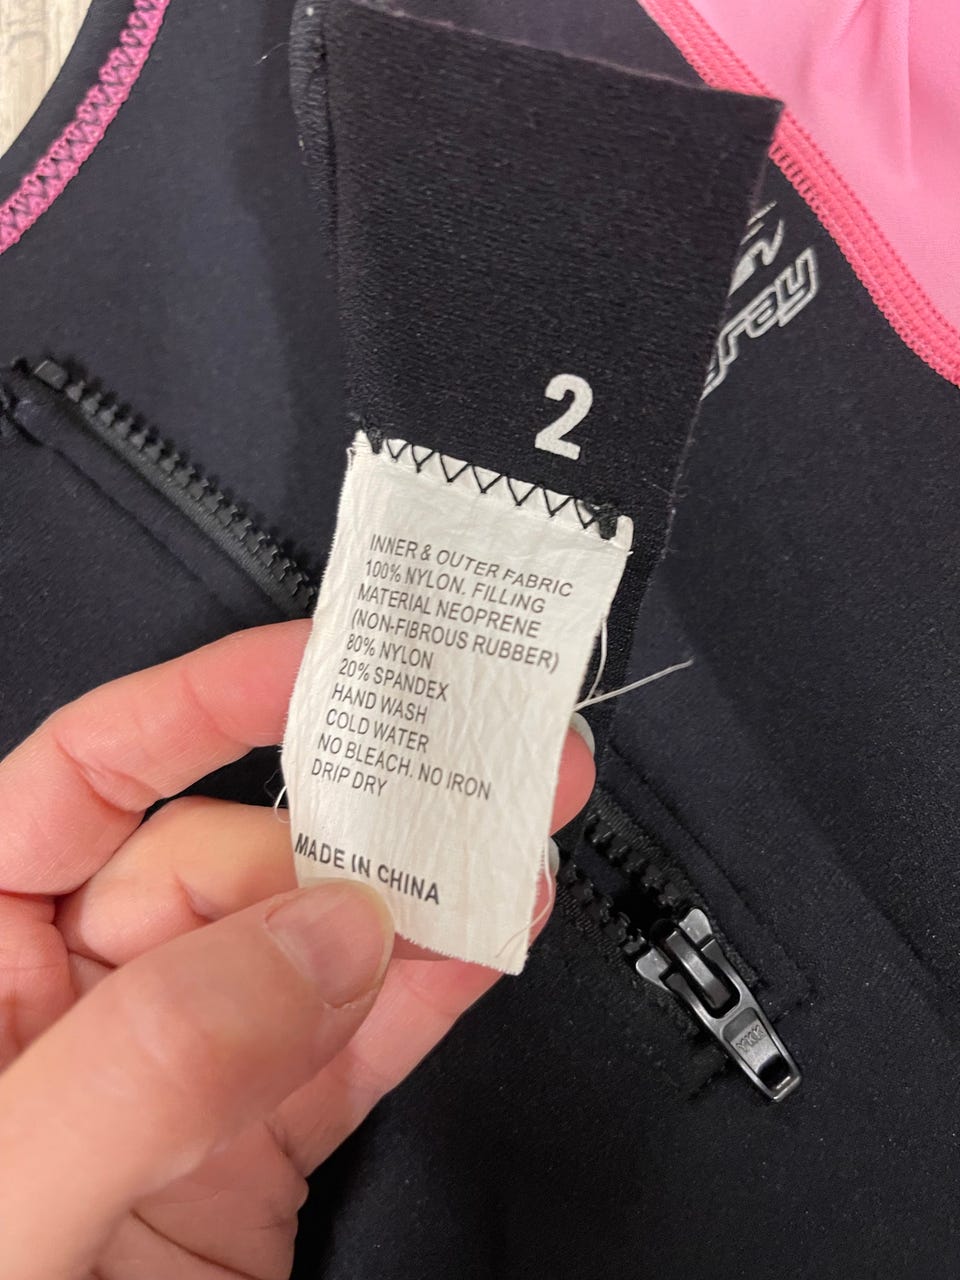 gray
2
INNER & OUTER FABRIC
100% NYLON. FILLING
MATERIAL NEOPRENE
(NON-FIBROUS RUBBER)
80% NYLON
20% SPANDEX
HAND WASH
COLD WATER
NO BLEACH. NO IRON
DRIP DRY
MADE IN CHINA